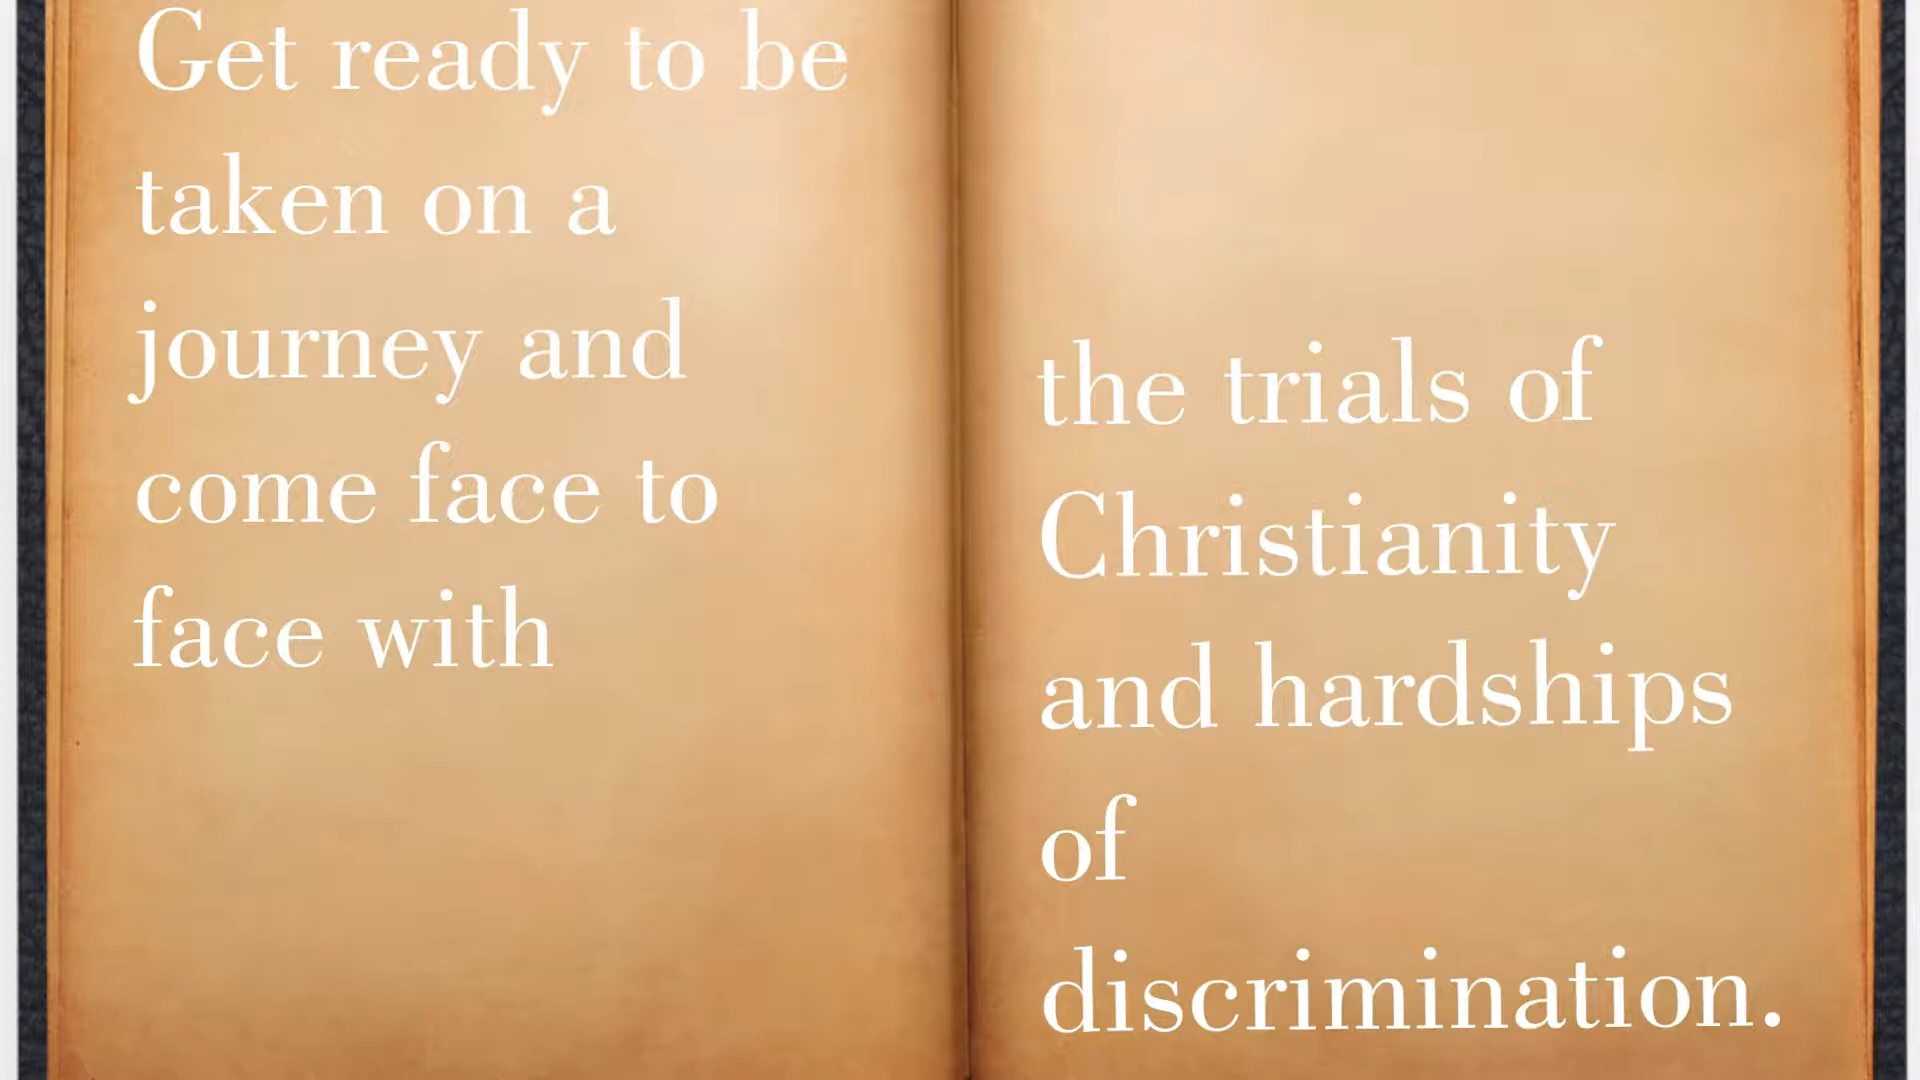 Get ready to be
taken on a
journey and
come face to
face with
the trials of
Christianity
and hardships
of
discrimination.